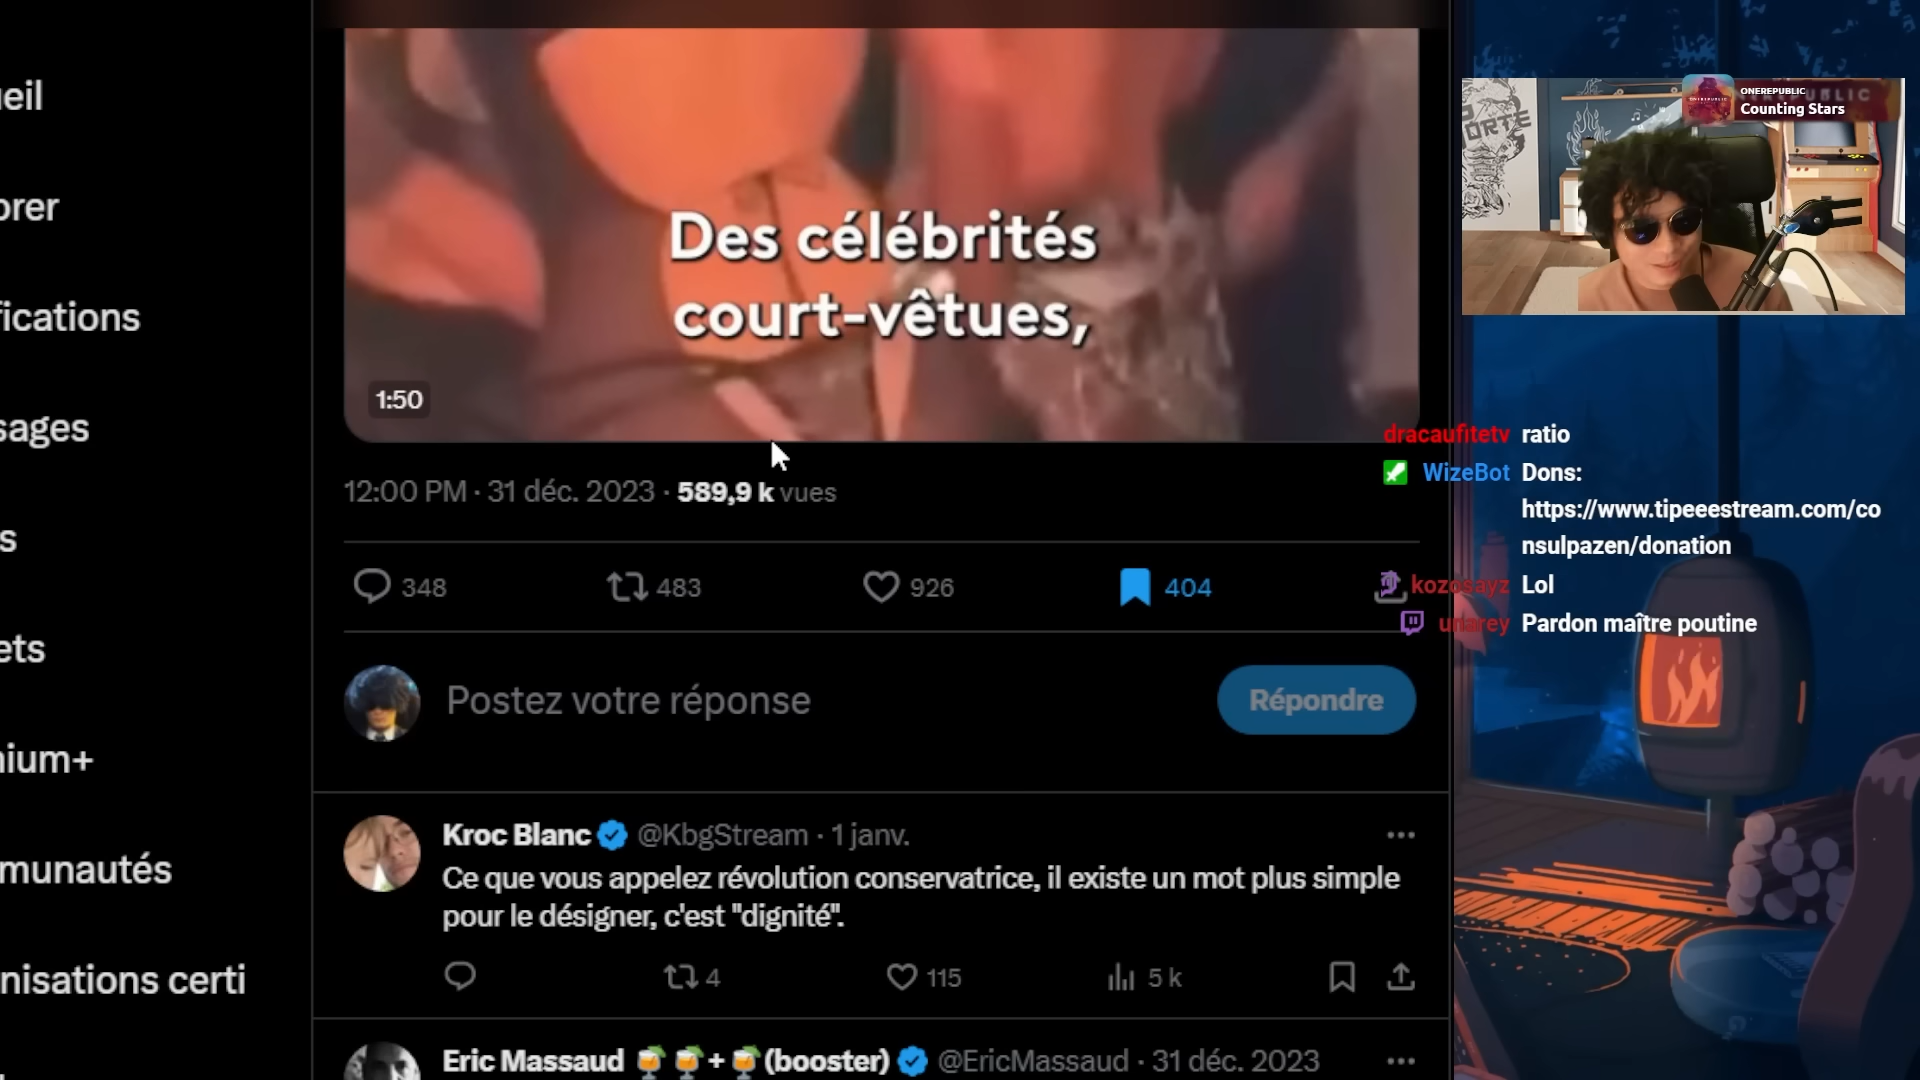 eil
orer
fications
sages
s
ets
nium+
munautés
nisations certi
Des célébrités
court-vêtues,
1:50
12:00 PM · 31 déc. 2023 · 589,9 k vues
348 483 926 404
Postez votre réponse
Répondre
Kroc Blanc @KbgStream · 1 janv.
Ce que vous appelez révolution conservatrice, il existe un mot plus simple
pour le désigner, c'est "dignité".
4 115 5 k
Eric Massaud + (booster) @EricMassaud · 31 déc. 2023
ORTE
ONEREPUBLIC
Counting Stars
dracaufitetv ratio
WizeBot Dons:
https://www.tipeeestream.com/co
nsulpazen/donation
kozosayz Lol
unarey Pardon maître poutine